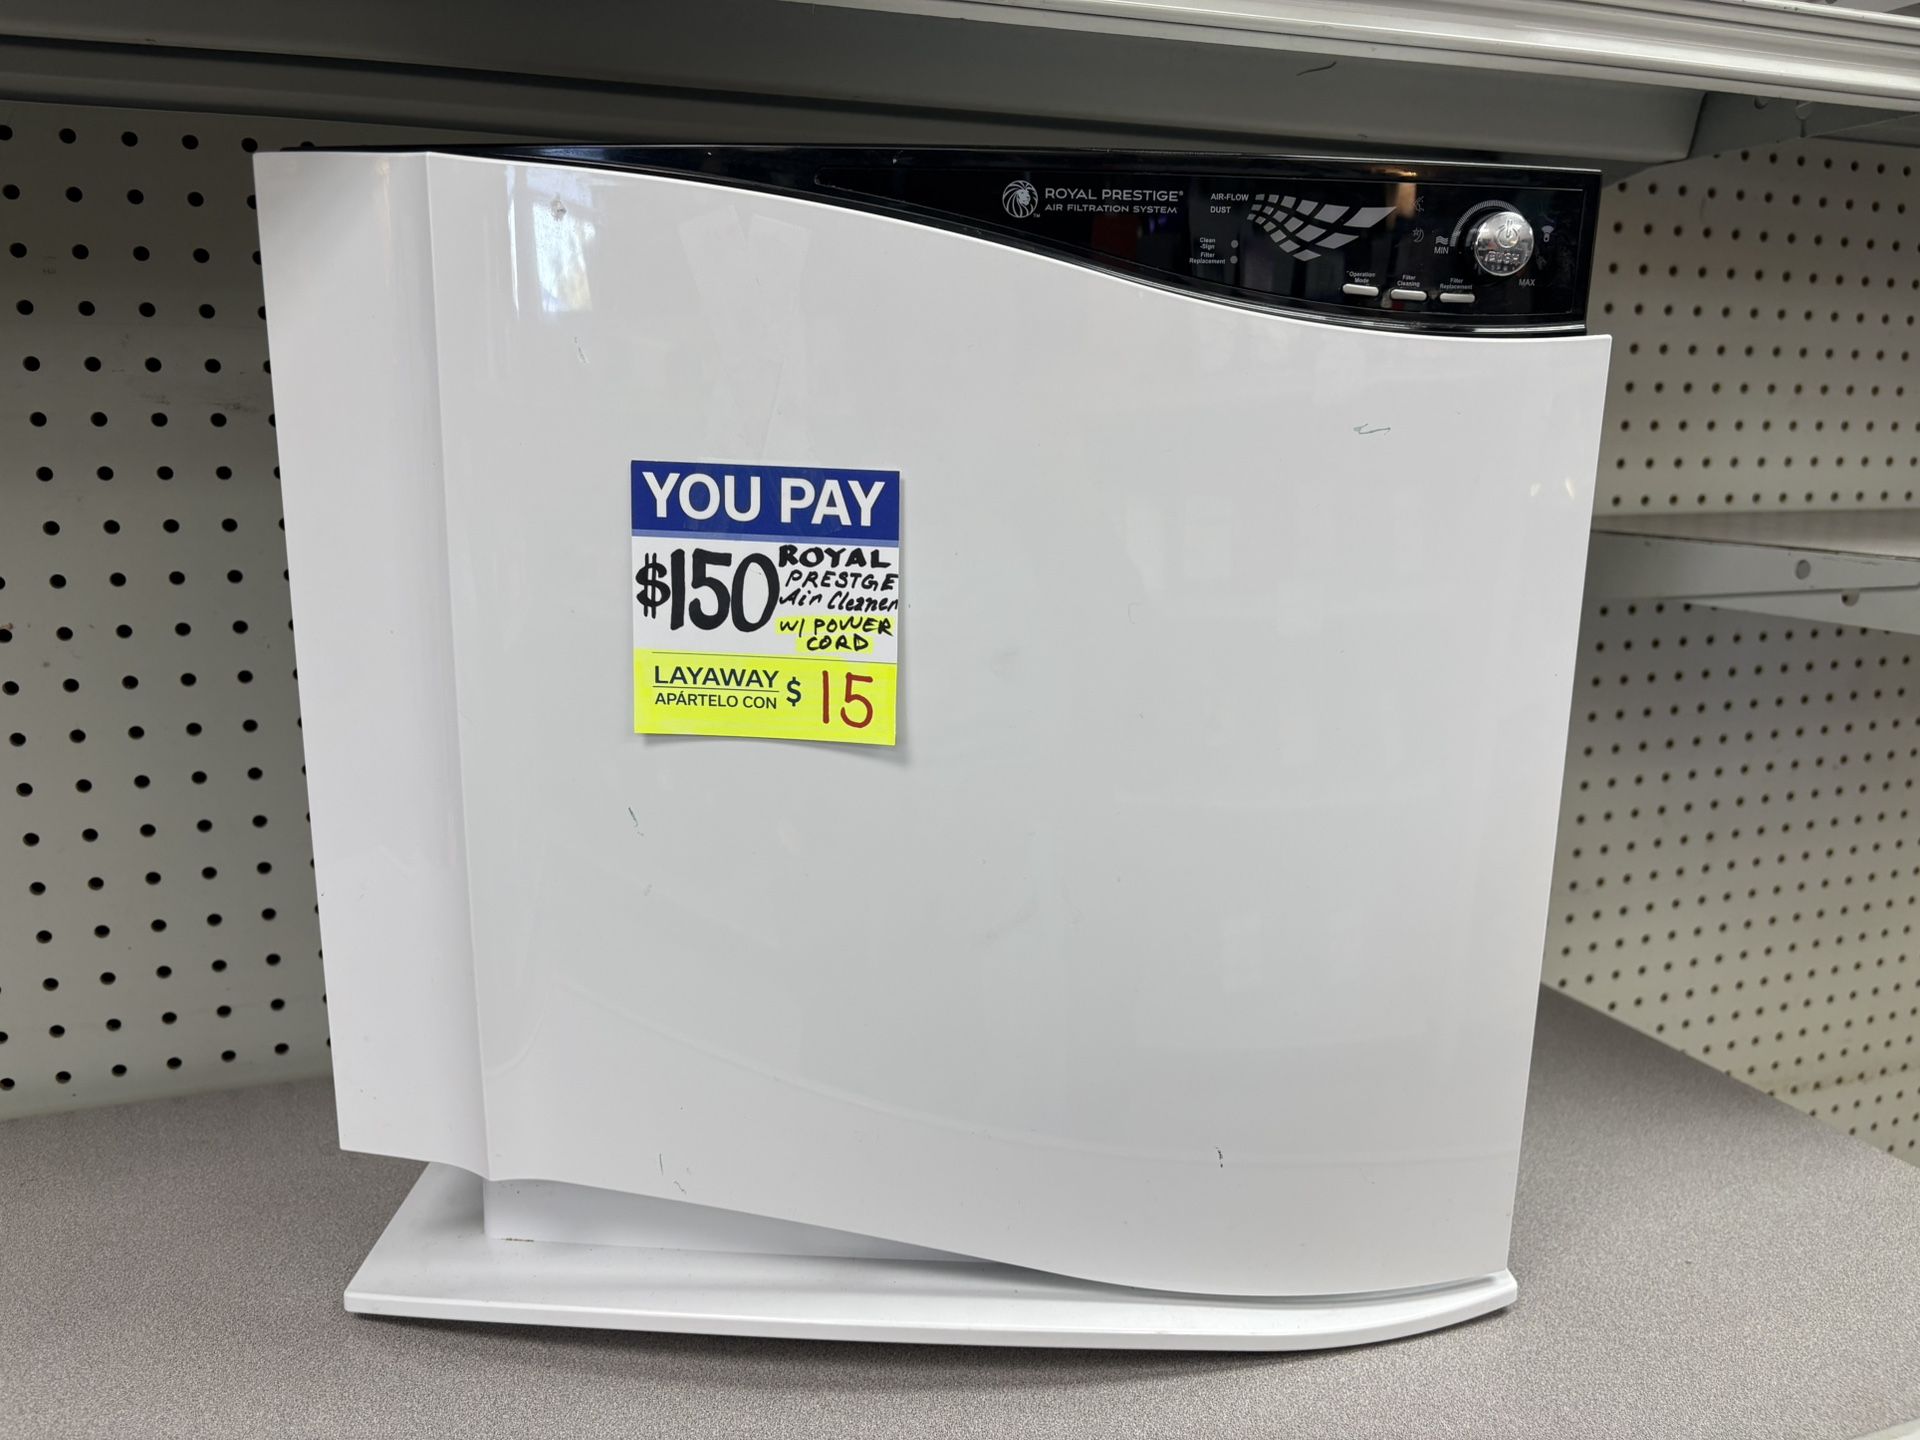 ROYAL PRESTIGE®
AIR FILTRATION SYSTEM
AIR-FLOW
DUST
Clean
-Sign
Filter
Replacement
Operation
Mode
Filter
Cleaning
Filter
Replacement
MIN
PUSH
MAX
YOU PAY
$150 ROYAL
PRESTGE
Air Cleaner
W/ POWER
CORD
LAYAWAY
APÁRTELO CON
$ 15